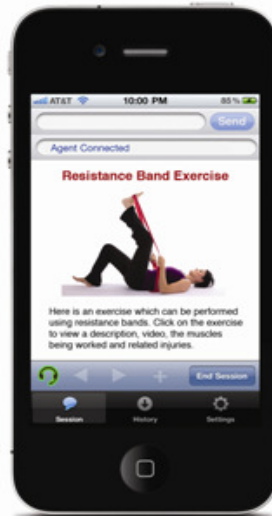 AT&T 10:00 PM 85%
Send
Agent Connected
Resistance Band Exercise
Here is an exercise which can be performed
using resistance bands. Click on the exercise
to view a description, video, the muscles
being worked and related injuries.
End Session
Session History Settings